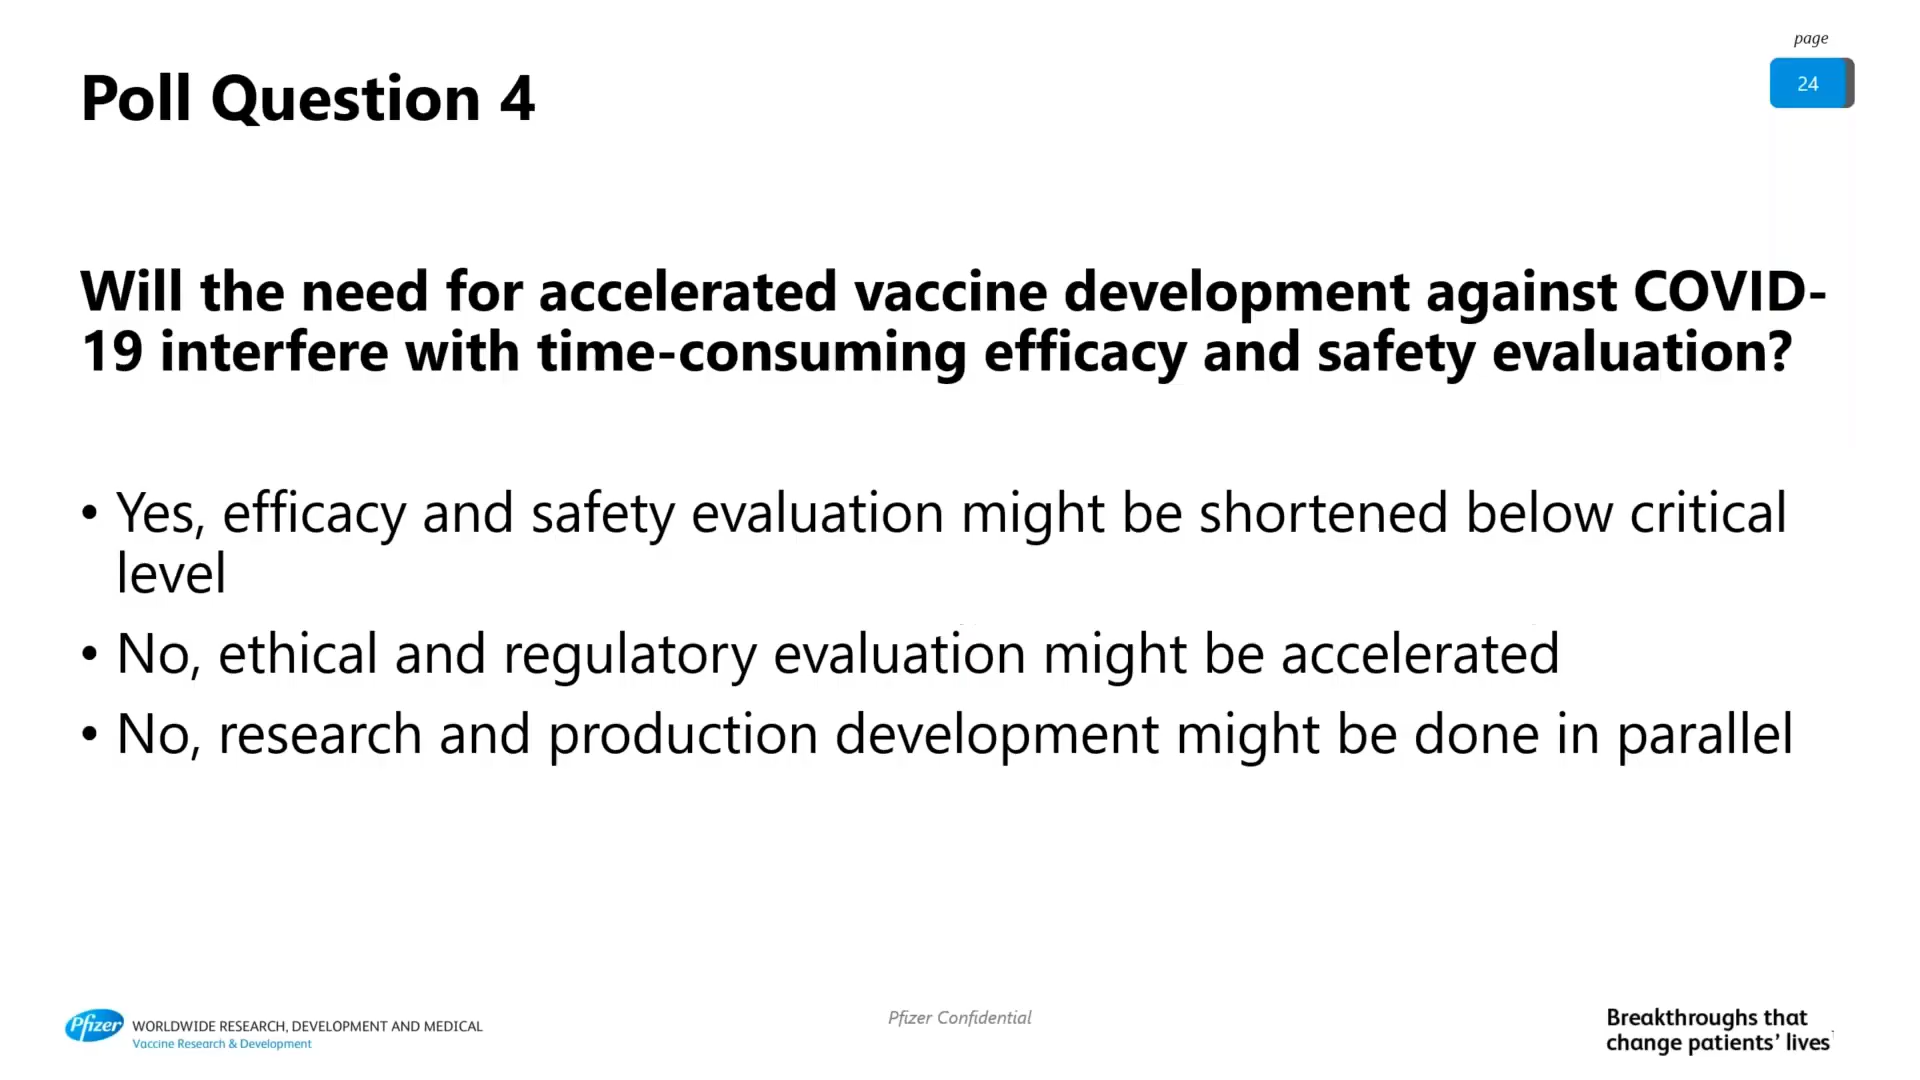 page
24
Poll Question 4
Will the need for accelerated vaccine development against COVID-
19 interfere with time-consuming efficacy and safety evaluation?
• Yes, efficacy and safety evaluation might be shortened below critical
level
• No, ethical and regulatory evaluation might be accelerated
• No, research and production development might be done in parallel
Pfizer WORLDWIDE RESEARCH, DEVELOPMENT AND MEDICAL
Vaccine Research & Development
Pfizer Confidential
Breakthroughs that
change patients’ lives